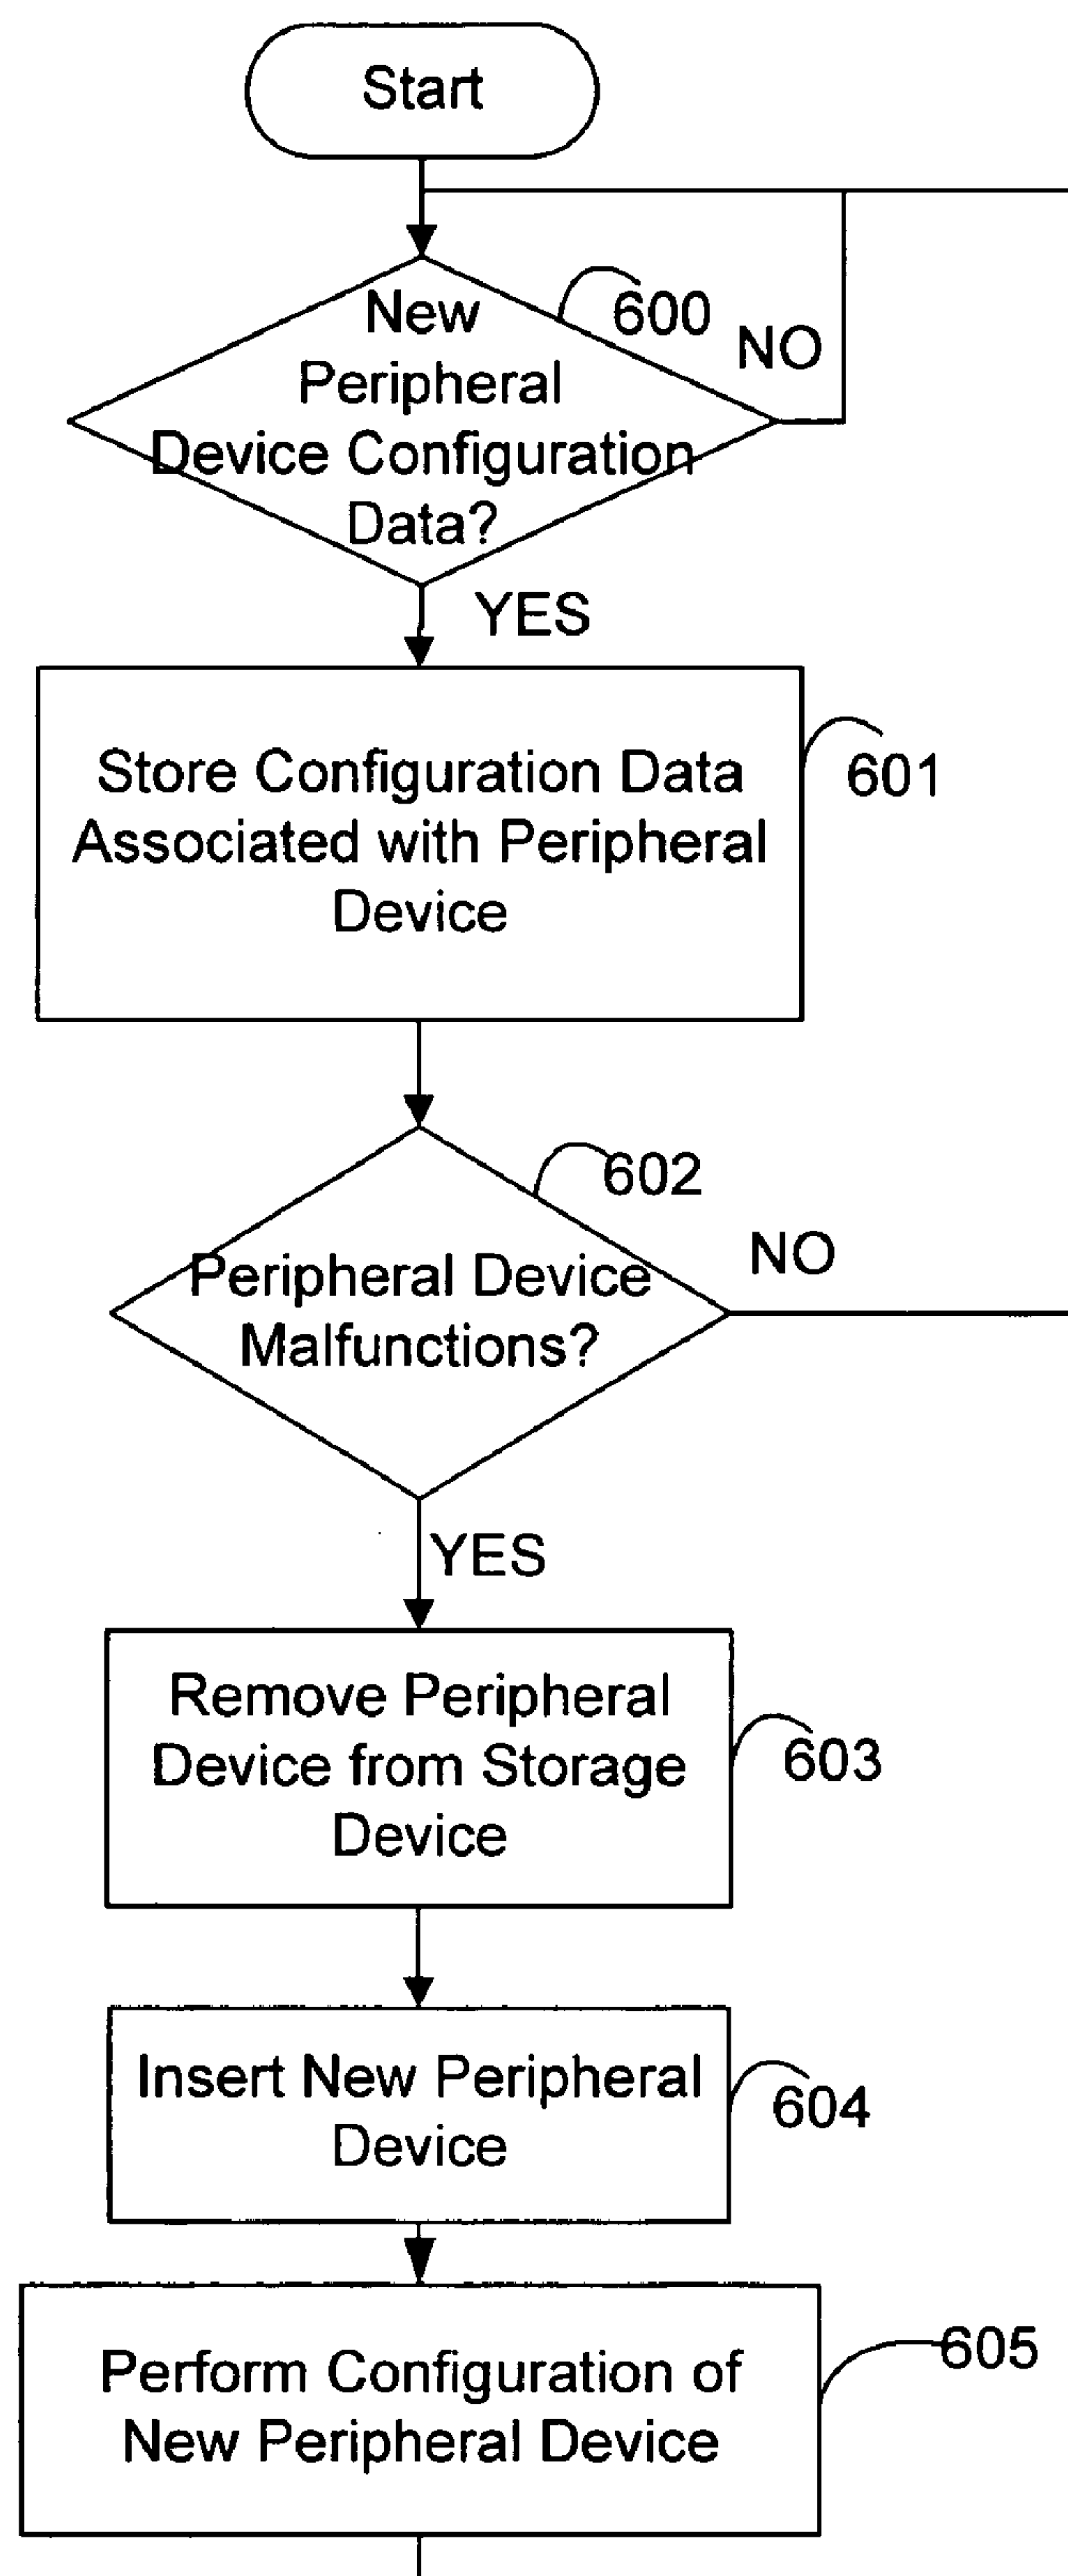 Start
New
Peripheral
Device Configuration
Data?
600
NO
YES
Store Configuration Data
Associated with Peripheral
Device
601
Peripheral Device
Malfunctions?
602
NO
YES
Remove Peripheral
Device from Storage
Device
603
Insert New Peripheral
Device
604
Perform Configuration of
New Peripheral Device
605